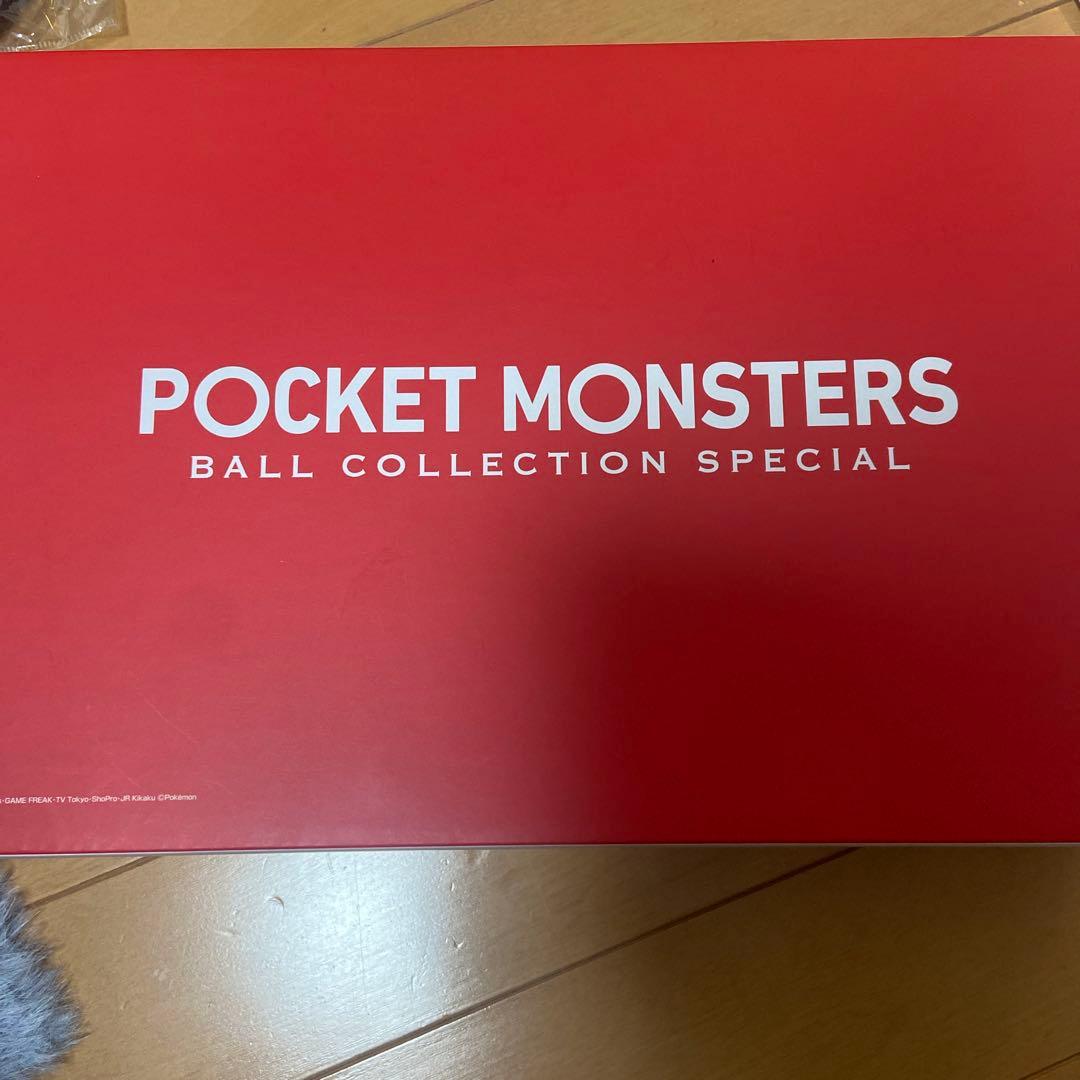 POCKET MONSTERS
BALL COLLECTION SPECIAL
GAME FREAK・TV Tokyo・ShoPro・JR Kikaku ©Pokémon